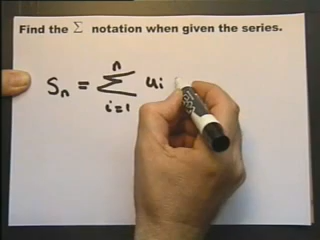 Find the Σ notation when given the series.
n
Sₙ = Σ uᵢ
i=1